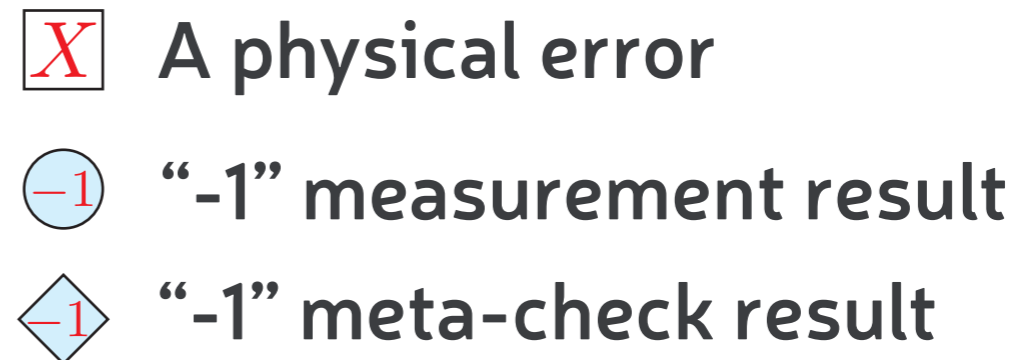 X A physical error
−1 “-1” measurement result
−1 “-1” meta-check result